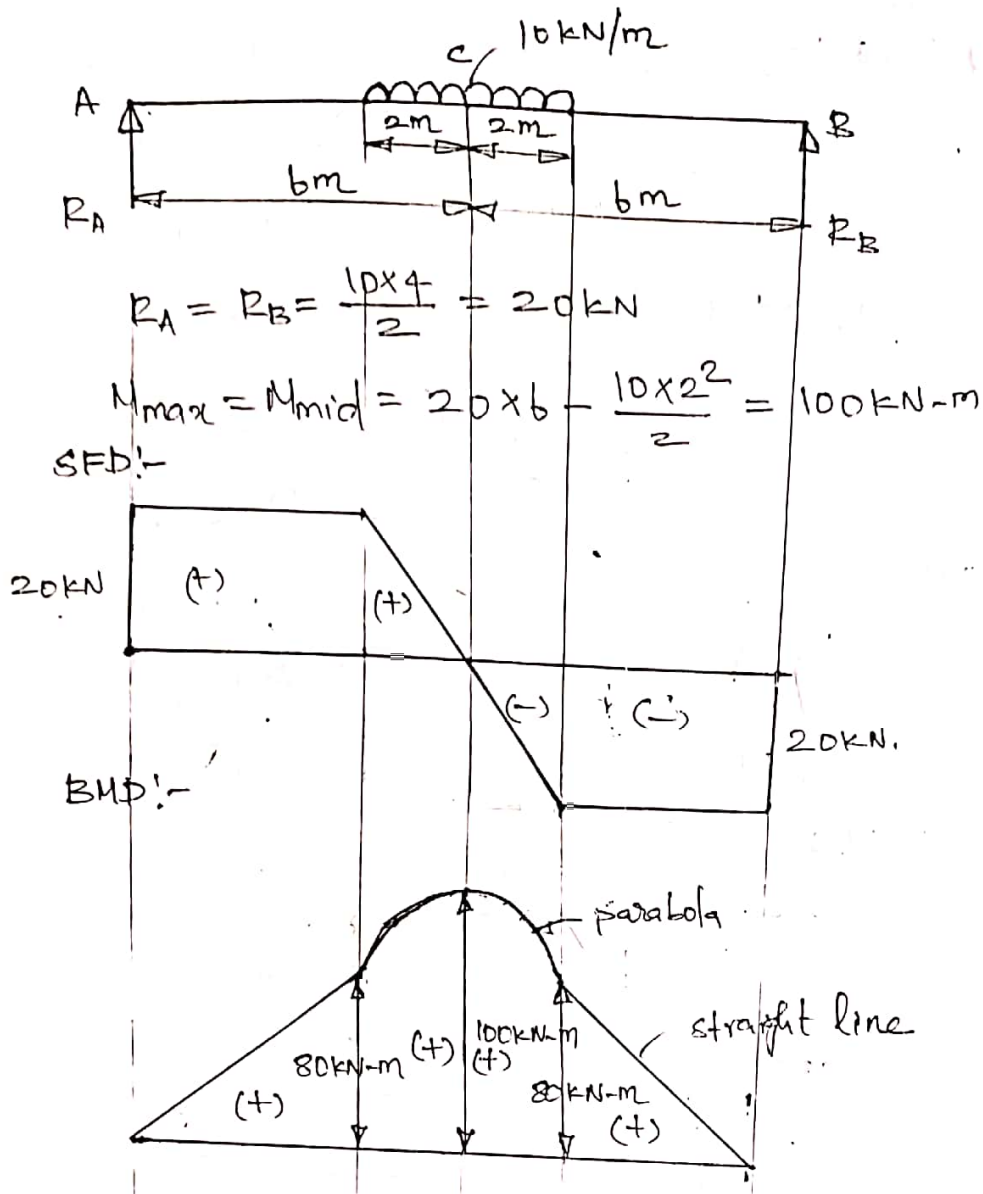 10kN/m
C
A
B
2m 2m
6m 6m
RA
RB
RA = RB = 10×4/2 = 20kN
Mmax = Mmid = 20×6 - 10×2²/2 = 100kN-m
SFD:-
20kN (+) (+)
(-) (-)
20kN.
BMD:-
parabola
straight line
80kN-m (+) 100kN-m
(+)
(+) 80kN-m
(+)